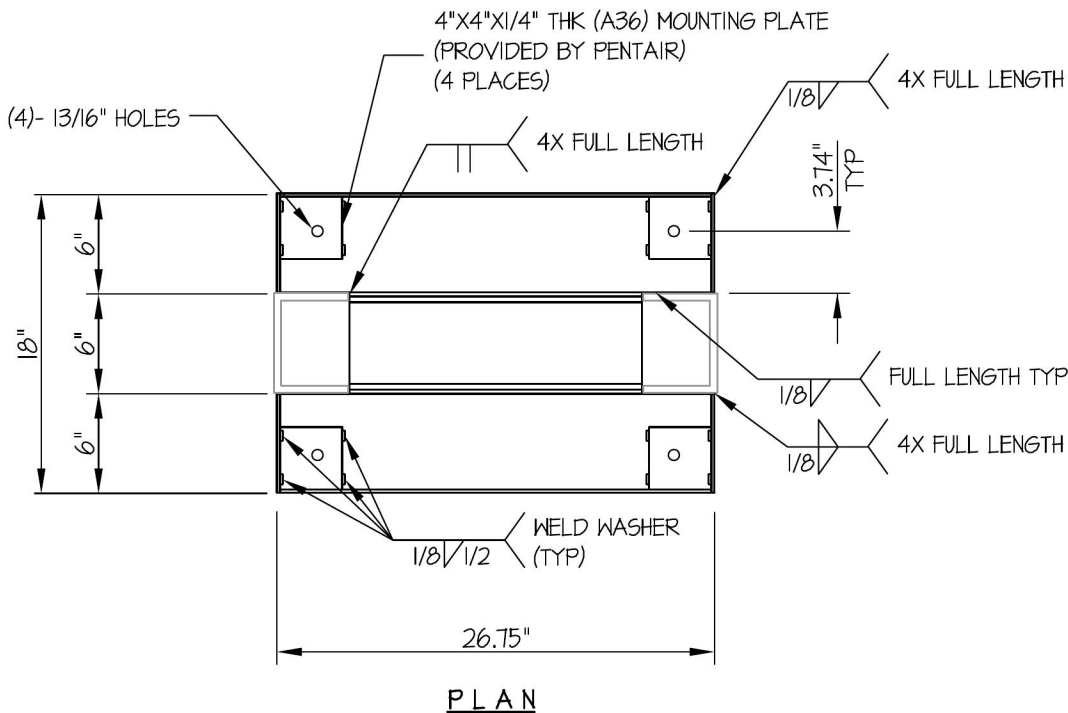 4"X4"X1/4" THK (A36) MOUNTING PLATE
(PROVIDED BY PENTAIR)
(4 PLACES)
(4)- 13/16" HOLES
4X FULL LENGTH
1/8
4X FULL LENGTH
3.74"
TYP
18"
6"
6"
6"
1/8
FULL LENGTH TYP
1/8
4X FULL LENGTH
1/8 1/2
WELD WASHER
(TYP)
26.75"
PLAN